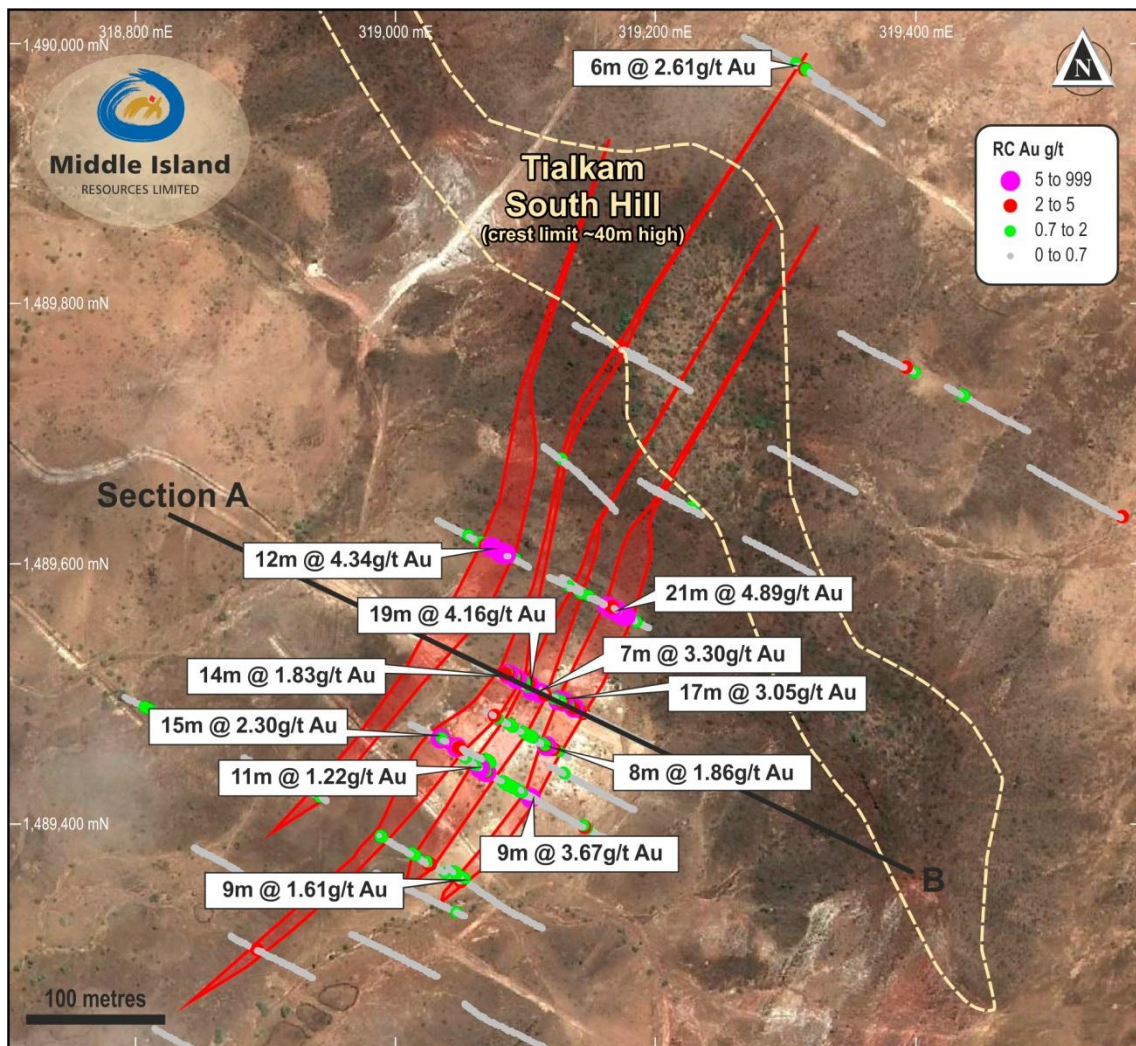 318,800 mE
319,000 mE
319,200 mE
319,400 mE
1,490,000 mN
6m @ 2.61g/t Au
N
Middle Island
RESOURCES LIMITED
RC Au g/t
5 to 999
2 to 5
0.7 to 2
0 to 0.7
Tialkam
South Hill
(crest limit ~40m high)
1,489,800 mN
Section A
12m @ 4.34g/t Au
1,489,600 mN
21m @ 4.89g/t Au
19m @ 4.16g/t Au
7m @ 3.30g/t Au
14m @ 1.83g/t Au
17m @ 3.05g/t Au
15m @ 2.30g/t Au
11m @ 1.22g/t Au
8m @ 1.86g/t Au
1,489,400 mN
9m @ 3.67g/t Au
9m @ 1.61g/t Au
B
100 metres